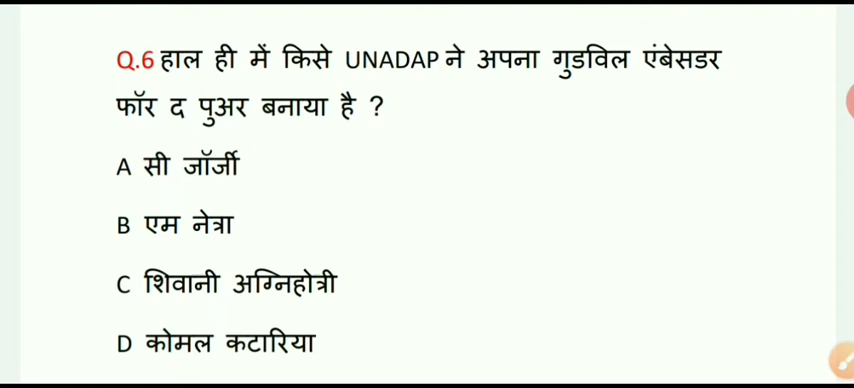 Q.6 हाल ही में किसे UNADAP ने अपना गुडविल एंबेसडर
फॉर द पुअर बनाया है ?
A सी जॉर्जी
B एम नेत्रा
C शिवानी अग्निहोत्री
D कोमल कटारिया